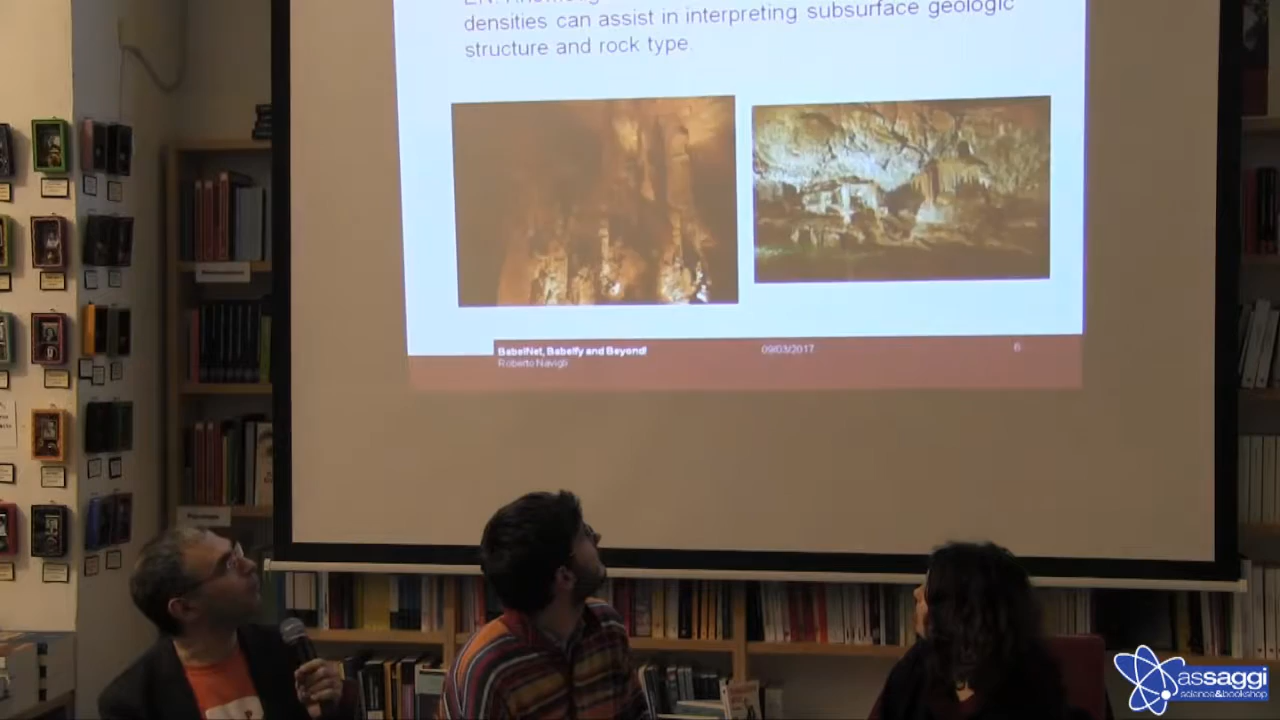 densities can assist in interpreting subsurface geologic
structure and rock type.
BabelNet, Babelfy and Beyond!
Roberto Navigli
09/03/2017
6
assaggi
science&bookshop